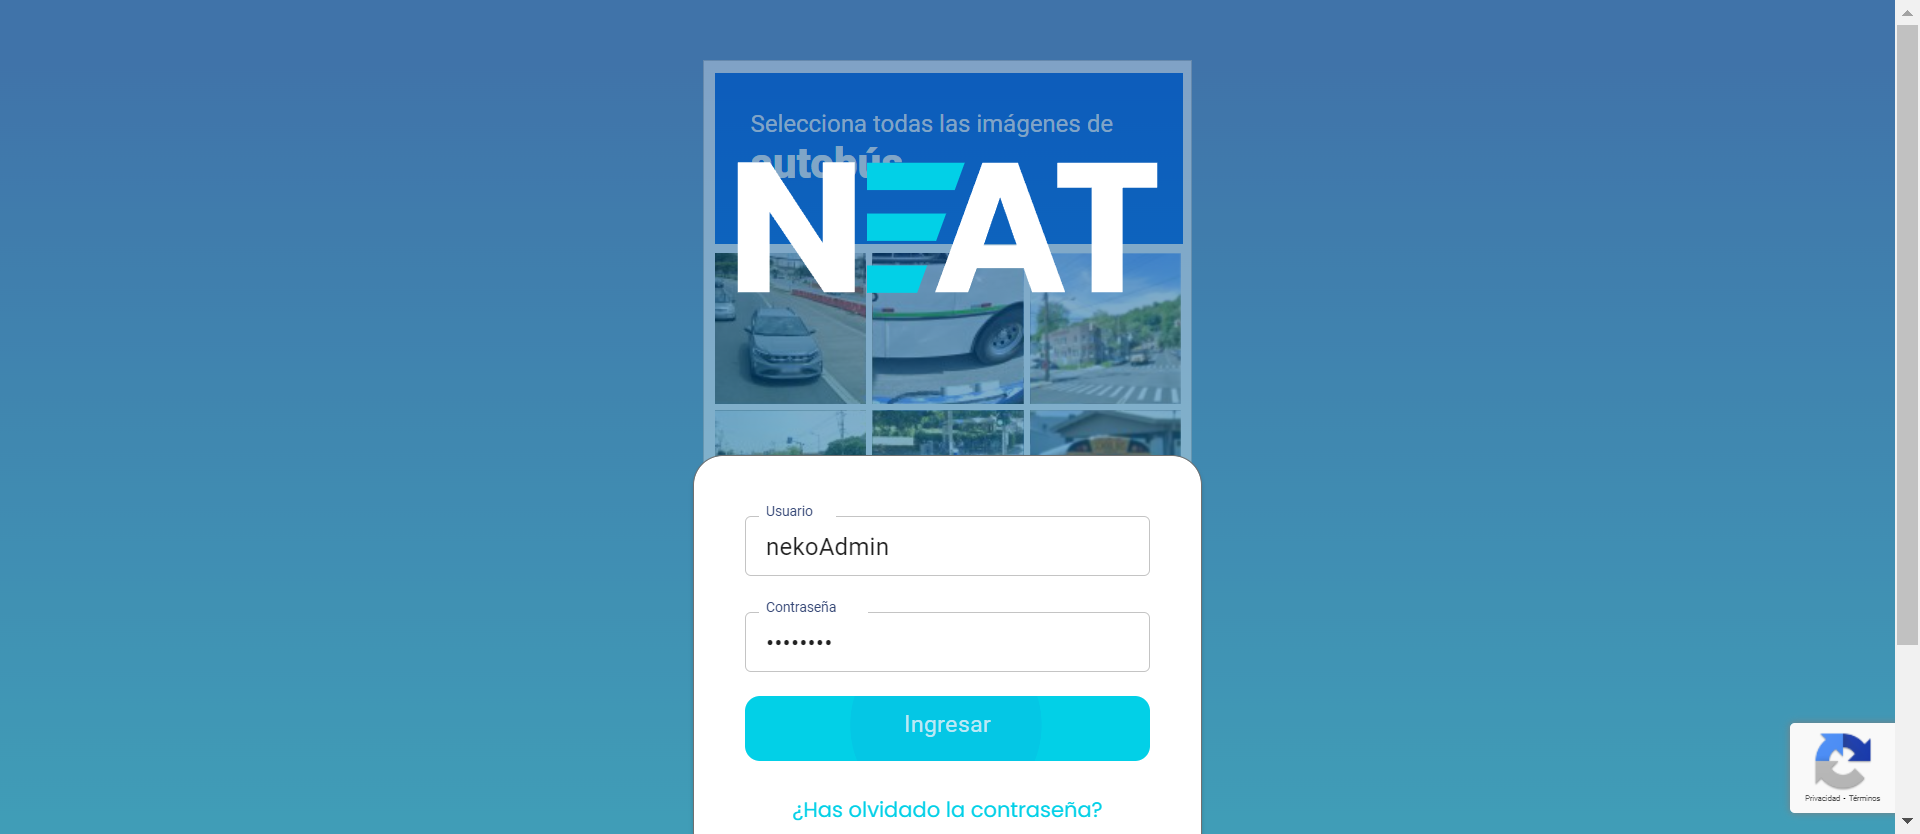 Selecciona todas las imágenes de
autobús
NEAT
Usuario
nekoAdmin
Contraseña
••••••••
Ingresar
¿Has olvidado la contraseña?
Privacidad - Términos